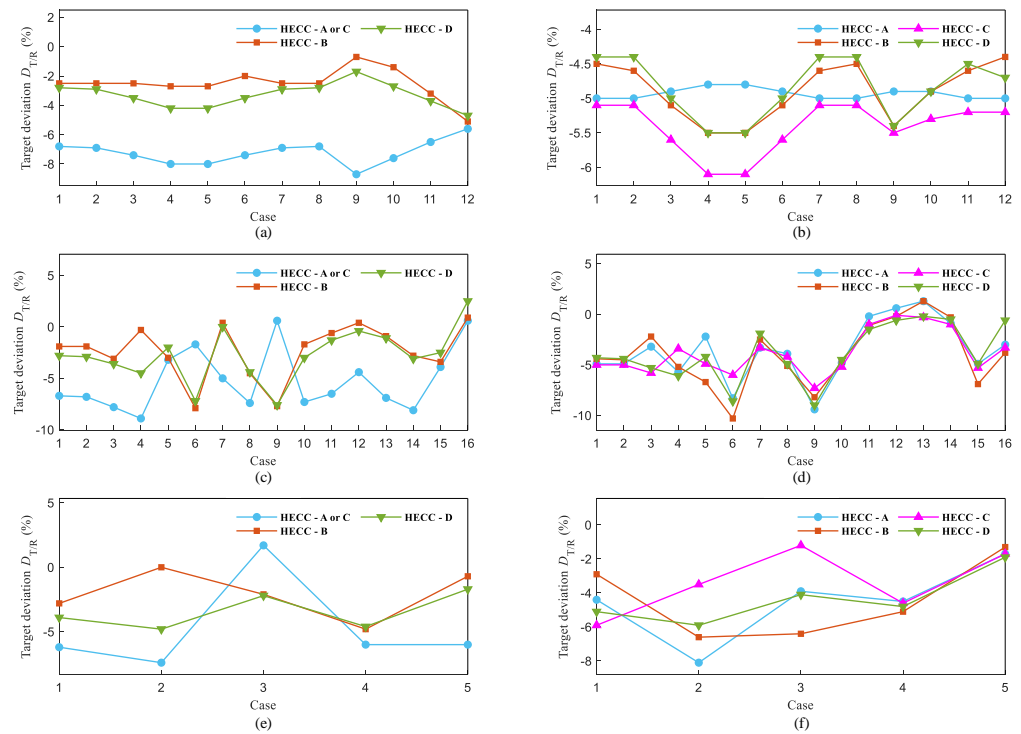 Target deviation D_T/R (%)
2
0
-2
-4
-6
-8
HECC - A or C
HECC - D
HECC - B
1 2 3 4 5 6 7 8 9 10 11 12
Case
(a)
Target deviation D_T/R (%)
-4
-4.5
-5
-5.5
-6
HECC - A
HECC - C
HECC - B
HECC - D
1 2 3 4 5 6 7 8 9 10 11 12
Case
(b)
Target deviation D_T/R (%)
5
0
-5
-10
HECC - A or C
HECC - D
HECC - B
1 2 3 4 5 6 7 8 9 10 11 12 13 14 15 16
Case
(c)
Target deviation D_T/R (%)
5
0
-5
-10
HECC - A
HECC - C
HECC - B
HECC - D
1 2 3 4 5 6 7 8 9 10 11 12 13 14 15 16
Case
(d)
Target deviation D_T/R (%)
5
0
-5
HECC - A or C
HECC - D
HECC - B
1 2 3 4 5
Case
(e)
Target deviation D_T/R (%)
0
-2
-4
-6
-8
HECC - A
HECC - C
HECC - B
HECC - D
1 2 3 4 5
Case
(f)